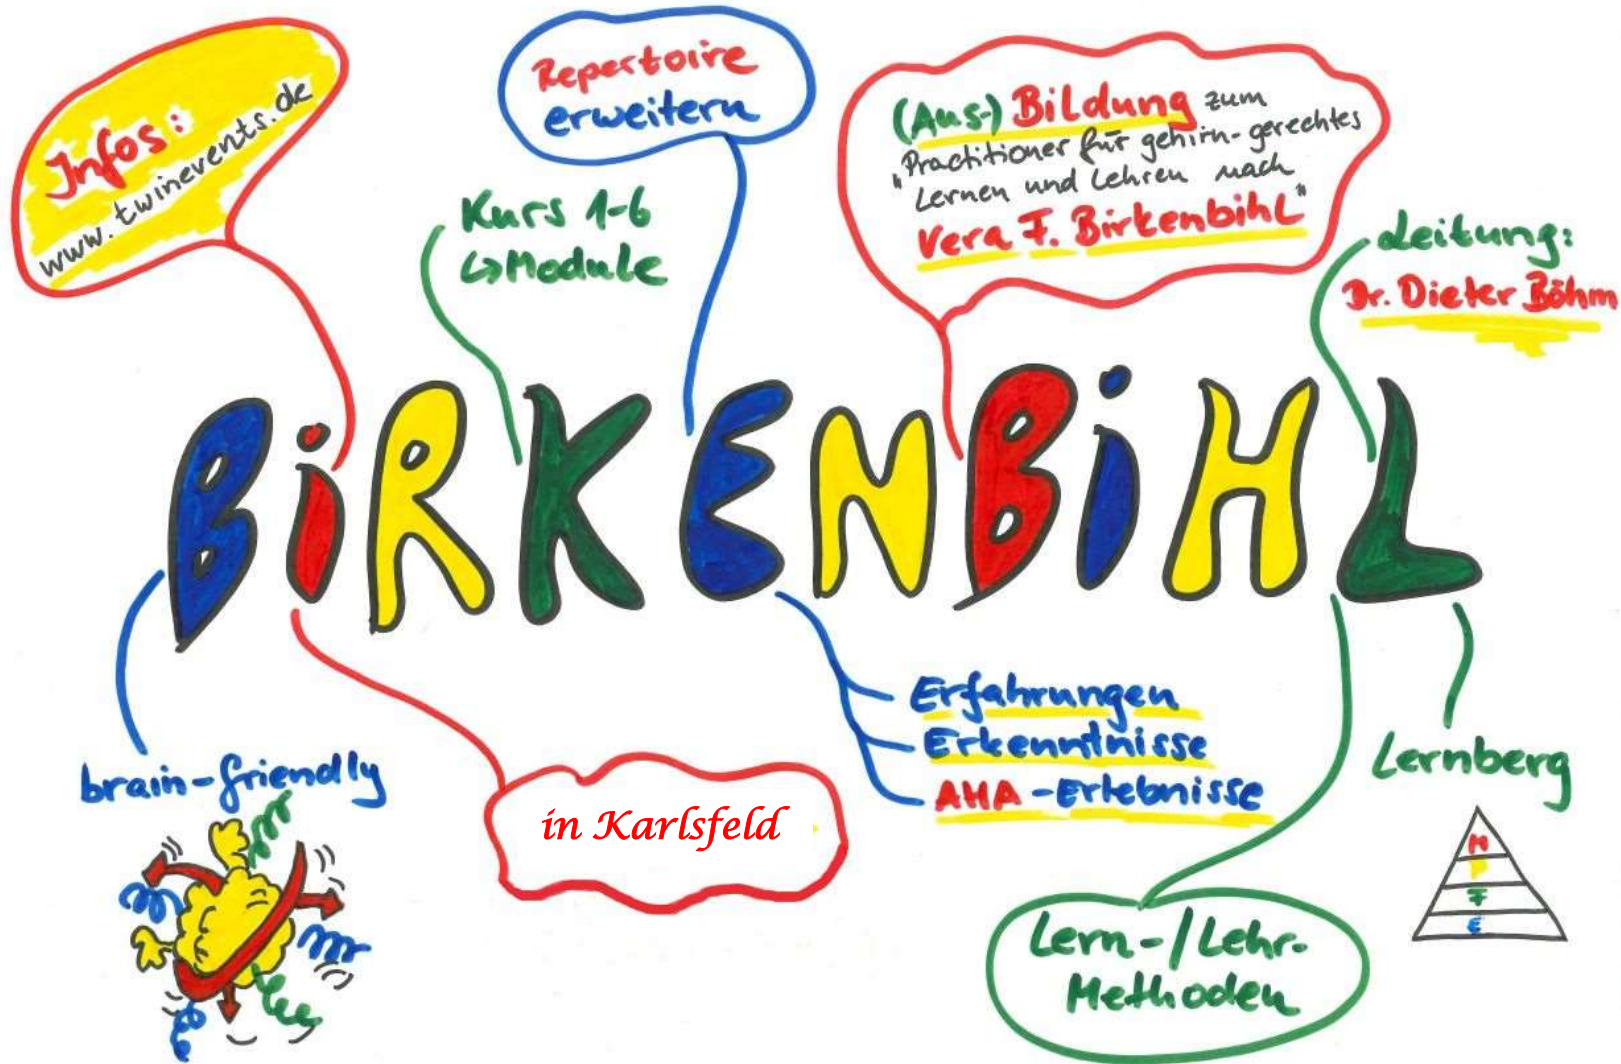 Infos:
www.twinevents.de
Repertoire
erweitern
(Aus-) Bildung zum
"Practitioner für gehirn-gerechtes
Lernen und Lehren nach
Vera F. Birkenbihl"
Kurs 1-6
↳Module
Leitung:
Dr. Dieter Böhm
BiRKENBiHL
brain-friendly
in Karlsfeld
Erfahrungen
Erkenntnisse
AHA-Erlebnisse
Lernberg
M
P
F
E
Lern-/Lehr-
Methoden